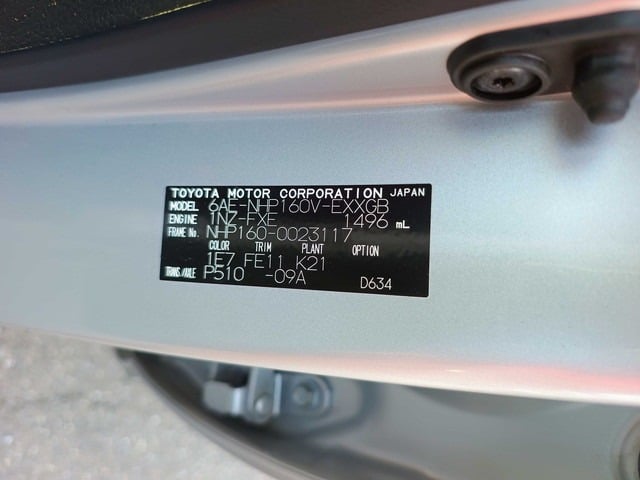 TOYOTA MOTOR CORPORATION JAPAN
MODEL 6AE-NHP160V-EXXGB
ENGINE 1NZ-FXE 1496 mL
FRAME No. NHP160-0023117
COLOR TRIM PLANT OPTION
1E7 FE11 K21
TRANS/AXLE P510 -09A D634